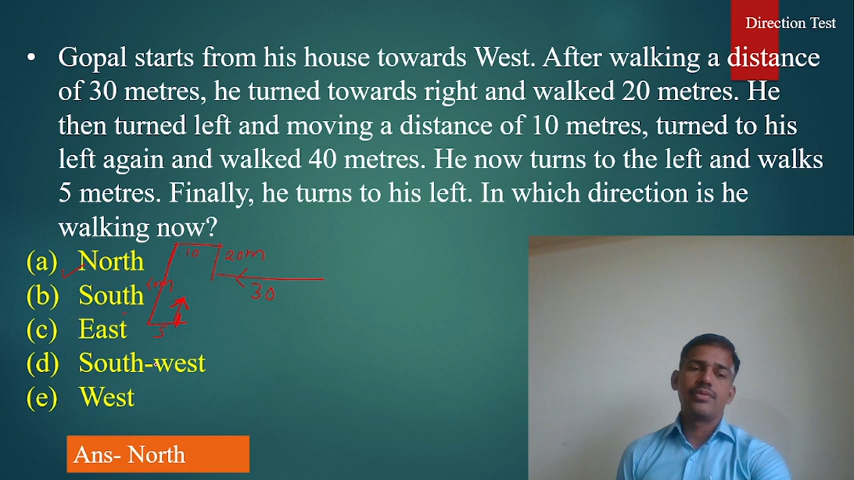 Direction Test
• Gopal starts from his house towards West. After walking a distance
of 30 metres, he turned towards right and walked 20 metres. He
then turned left and moving a distance of 10 metres, turned to his
left again and walked 40 metres. He now turns to the left and walks
5 metres. Finally, he turns to his left. In which direction is he
walking now?
(a) North
(b) South
(c) East
(d) South-west
(e) West
10
20m
30
5
Ans- North